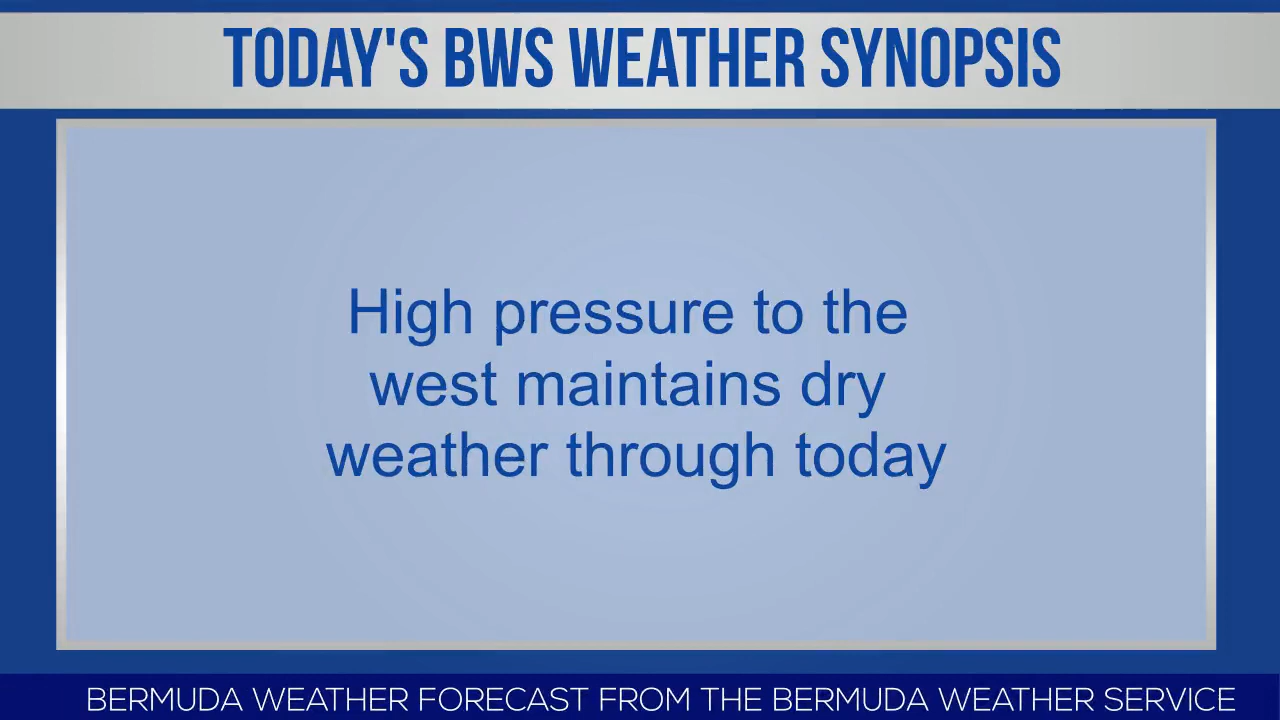 TODAY'S BWS WEATHER SYNOPSIS
High pressure to the
west maintains dry
weather through today
BERMUDA WEATHER FORECAST FROM THE BERMUDA WEATHER SERVICE